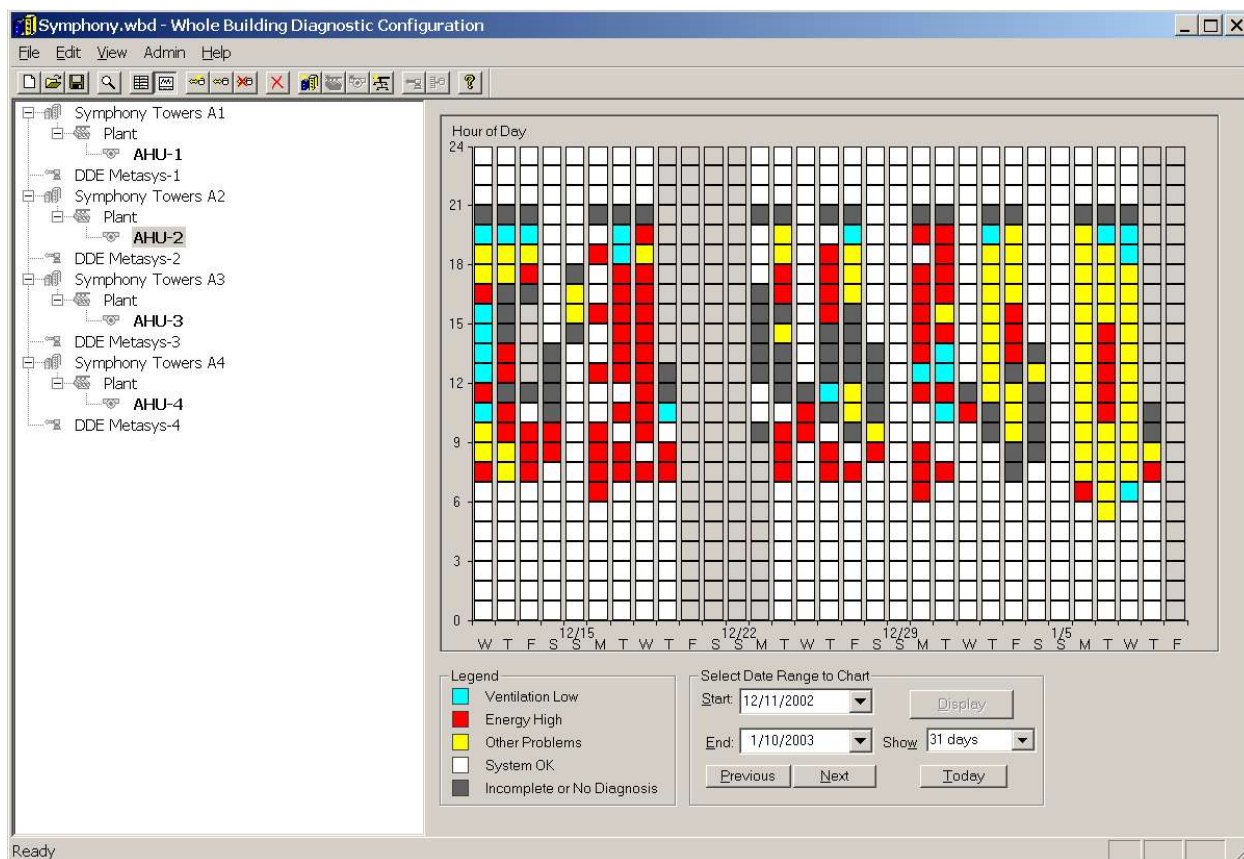 Symphony.wbd - Whole Building Diagnostic Configuration
File Edit View Admin Help
Symphony Towers A1
Plant
AHU-1
DDE Metasys-1
Symphony Towers A2
Plant
AHU-2
DDE Metasys-2
Symphony Towers A3
Plant
AHU-3
DDE Metasys-3
Symphony Towers A4
Plant
AHU-4
DDE Metasys-4
Hour of Day
24
21
18
15
12
9
6
3
0
12/15 12/22 12/29 1/5
W T F S S M T W T F S S M T W T F S S M T W T F S S M T W T F
Legend
Ventilation Low
Energy High
Other Problems
System OK
Incomplete or No Diagnosis
Select Date Range to Chart
Start: 12/11/2002 Display
End: 1/10/2003 Show 31 days
Previous Next Today
Ready